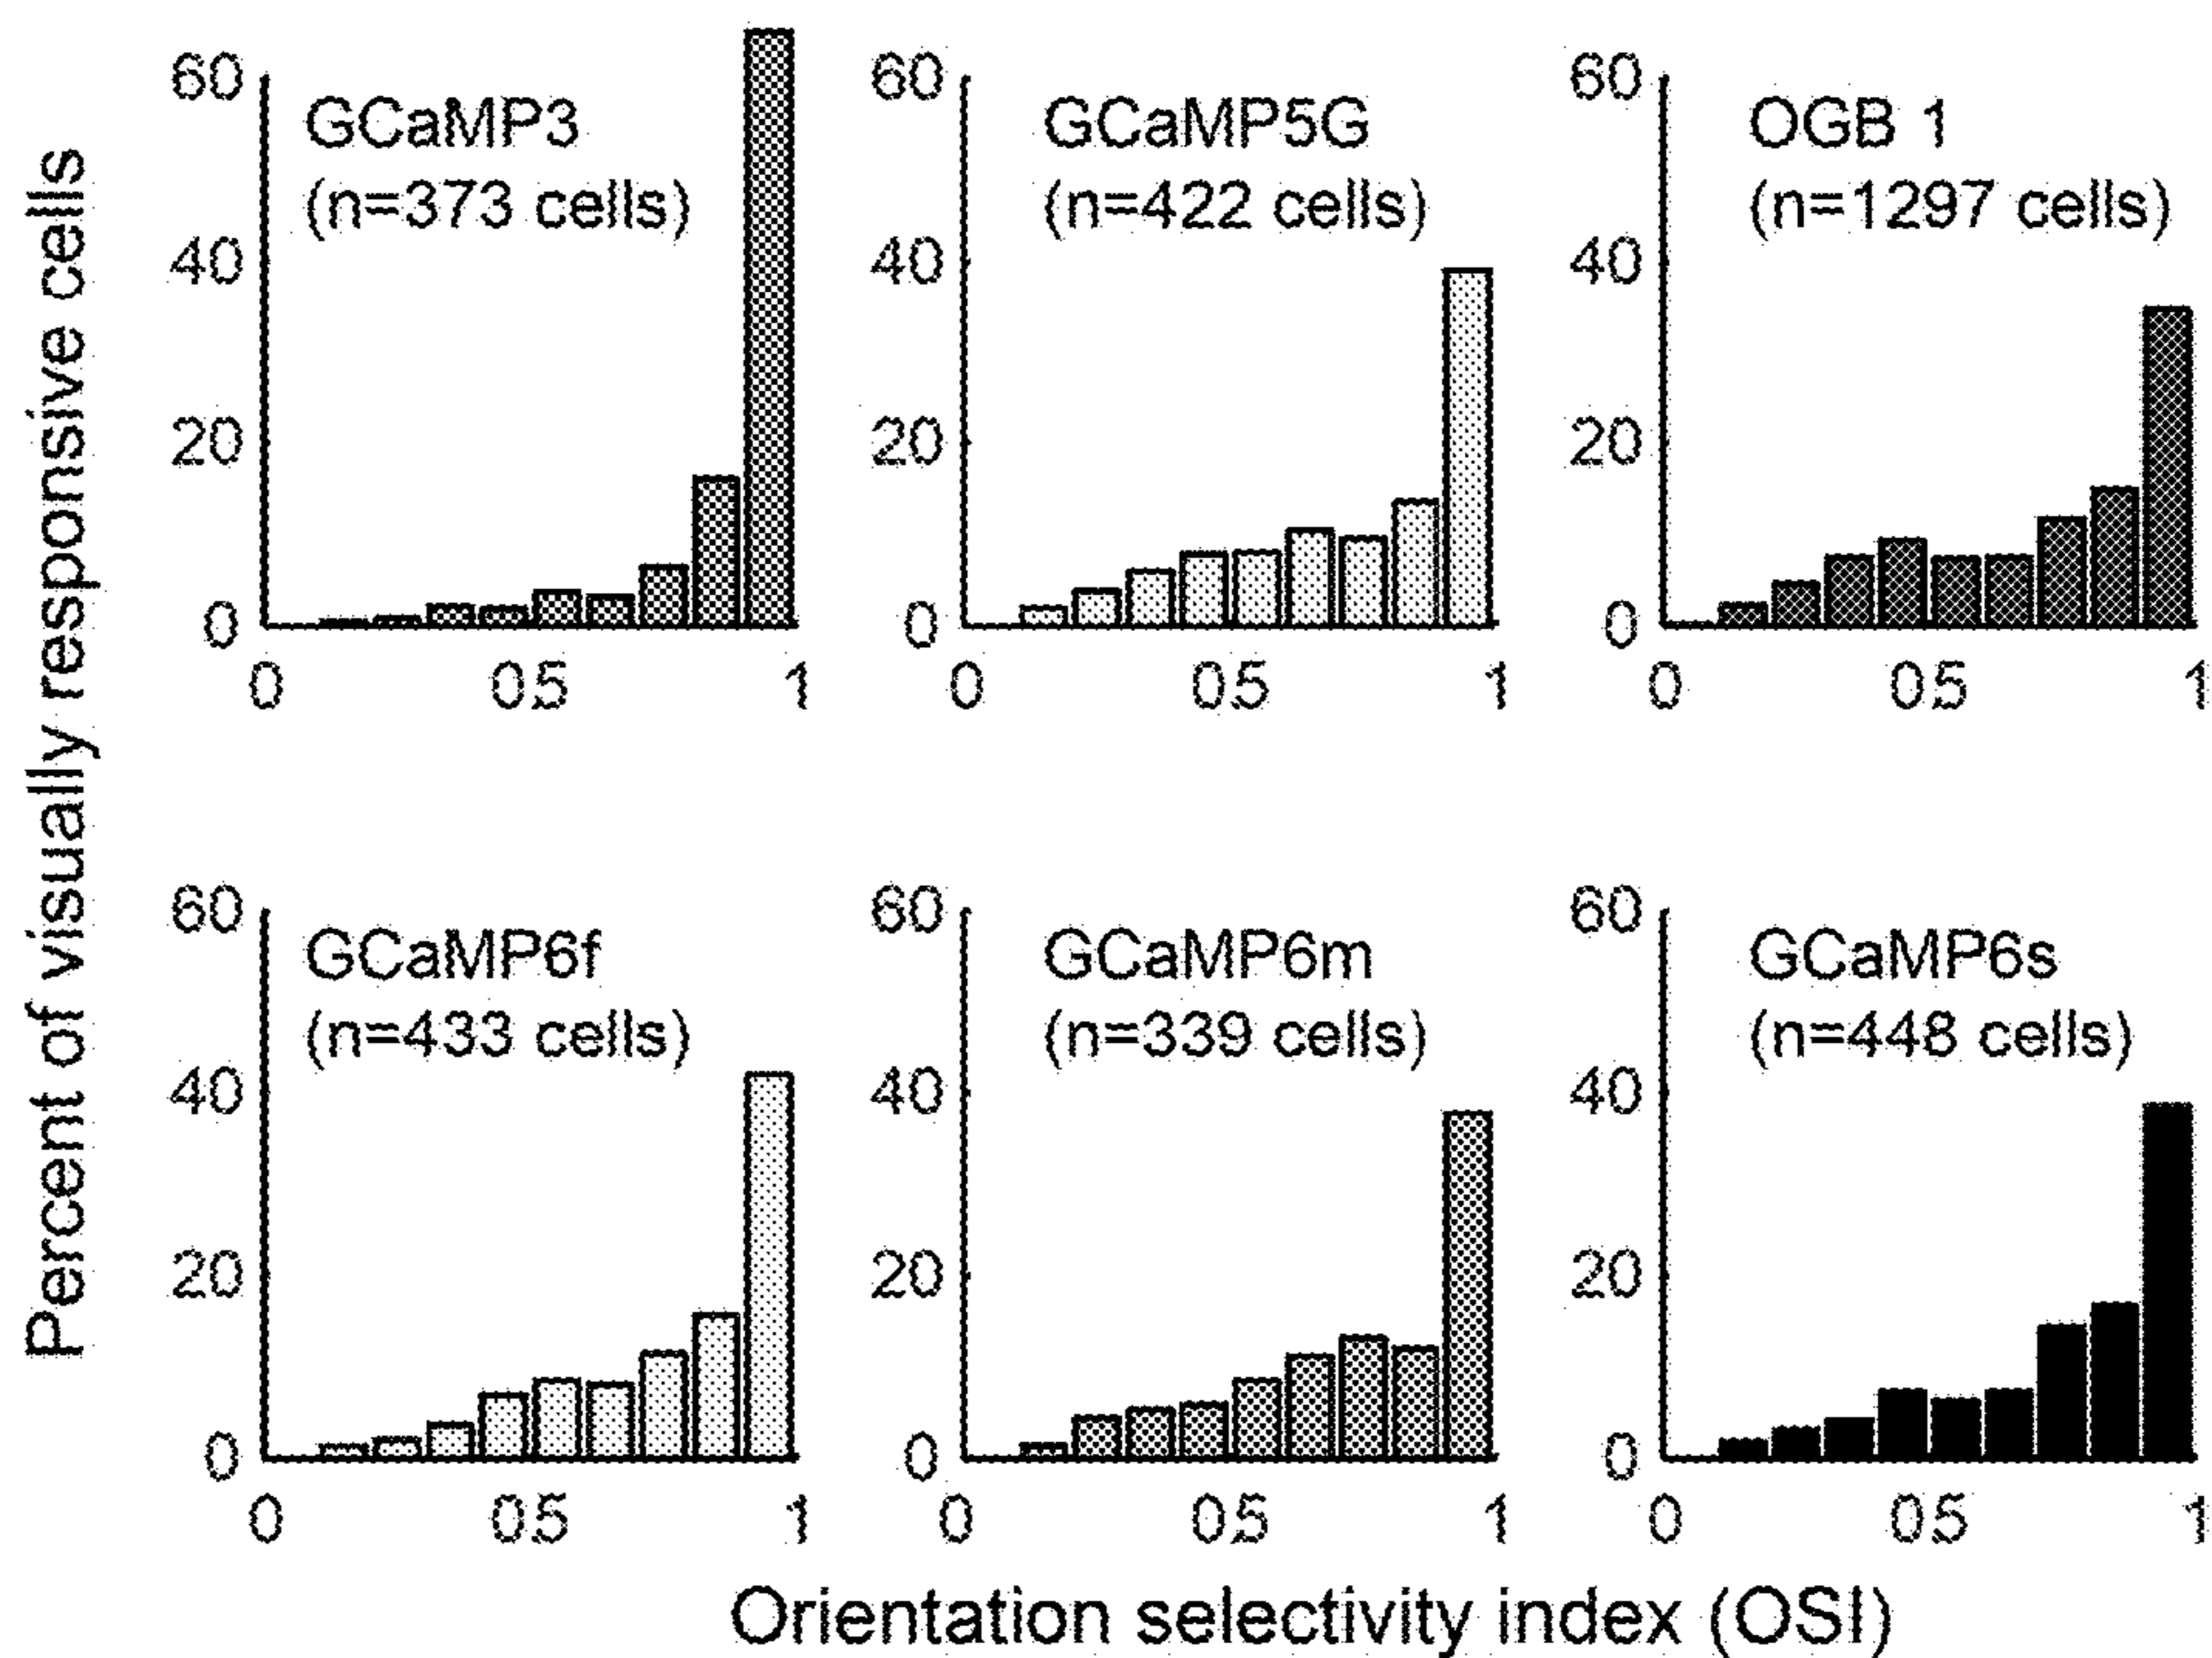 Percent of visually responsive cells
60
40
20
0
GCaMP3
(n=373 cells)
0 0.5 1
60
40
20
0
GCaMP5G
(n=422 cells)
0 0.5 1
60
40
20
0
OGB 1
(n=1297 cells)
0 0.5 1
60
40
20
0
GCaMP6f
(n=433 cells)
0 0.5 1
60
40
20
0
GCaMP6m
(n=339 cells)
0 0.5 1
60
40
20
0
GCaMP6s
(n=448 cells)
0 0.5 1
Orientation selectivity index (OSI)